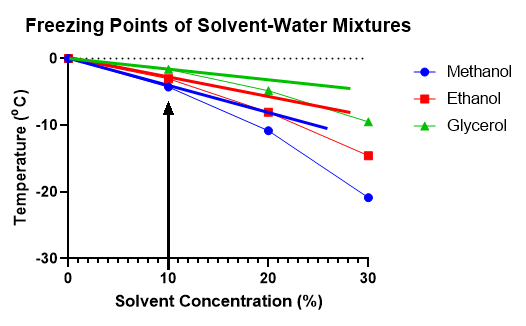 Freezing Points of Solvent-Water Mixtures
0
-10
-20
-30
Temperature (°C)
0
10
20
30
Solvent Concentration (%)
Methanol
Ethanol
Glycerol